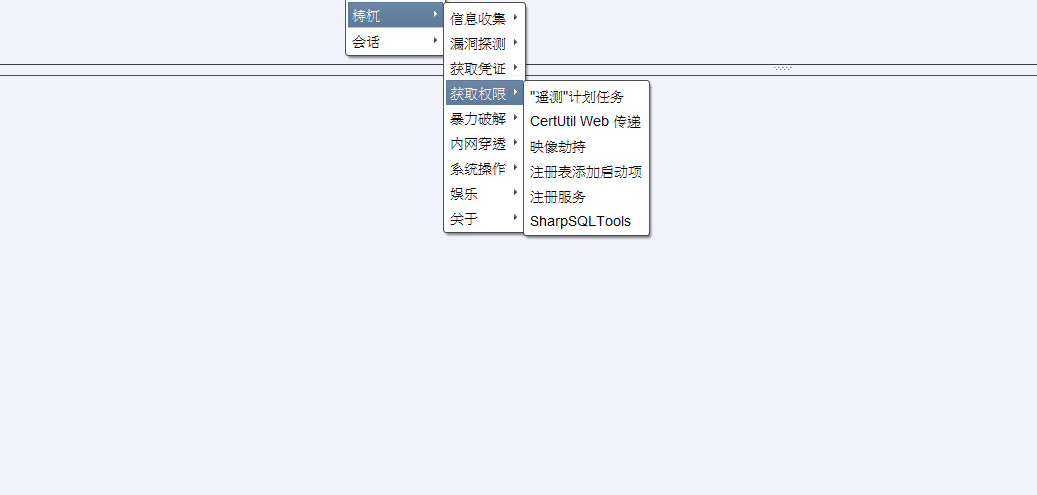 梼杌
会话
信息收集
漏洞探测
获取凭证
获取权限
暴力破解
内网穿透
系统操作
娱乐
关于
"遥测"计划任务
CertUtil Web 传递
映像劫持
注册表添加启动项
注册服务
SharpSQLTools